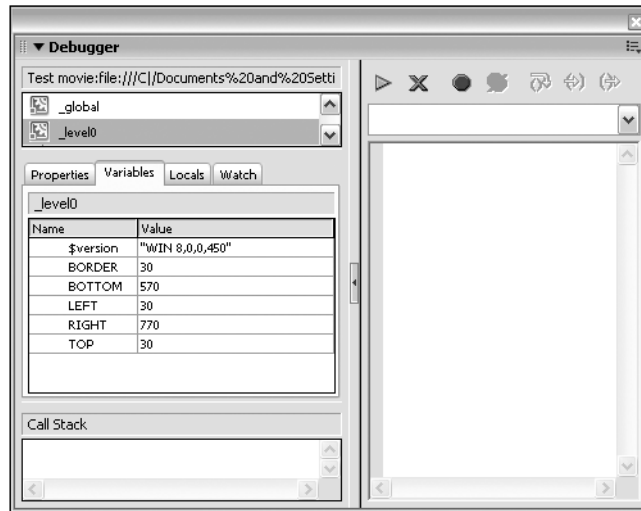 Debugger
Test movie:file:///C|/Documents%20and%20Setti
_global
_level0
Properties Variables Locals Watch
_level0
Name Value
$version "WIN 8,0,0,450"
BORDER 30
BOTTOM 570
LEFT 30
RIGHT 770
TOP 30
Call Stack